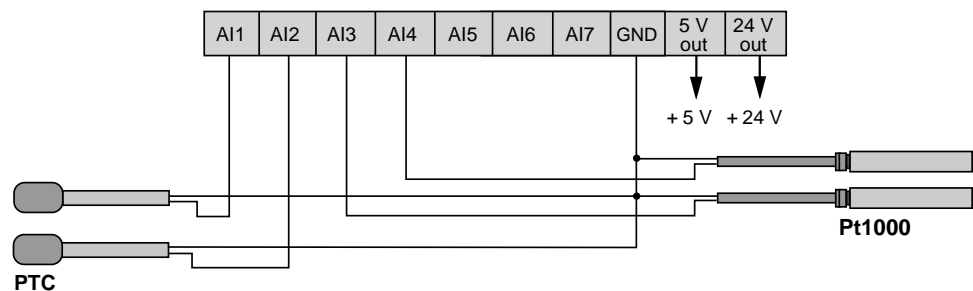 AI1 AI2 AI3 AI4 AI5 AI6 AI7 GND 5 V out 24 V out
+ 5 V + 24 V
Pt1000
PTC